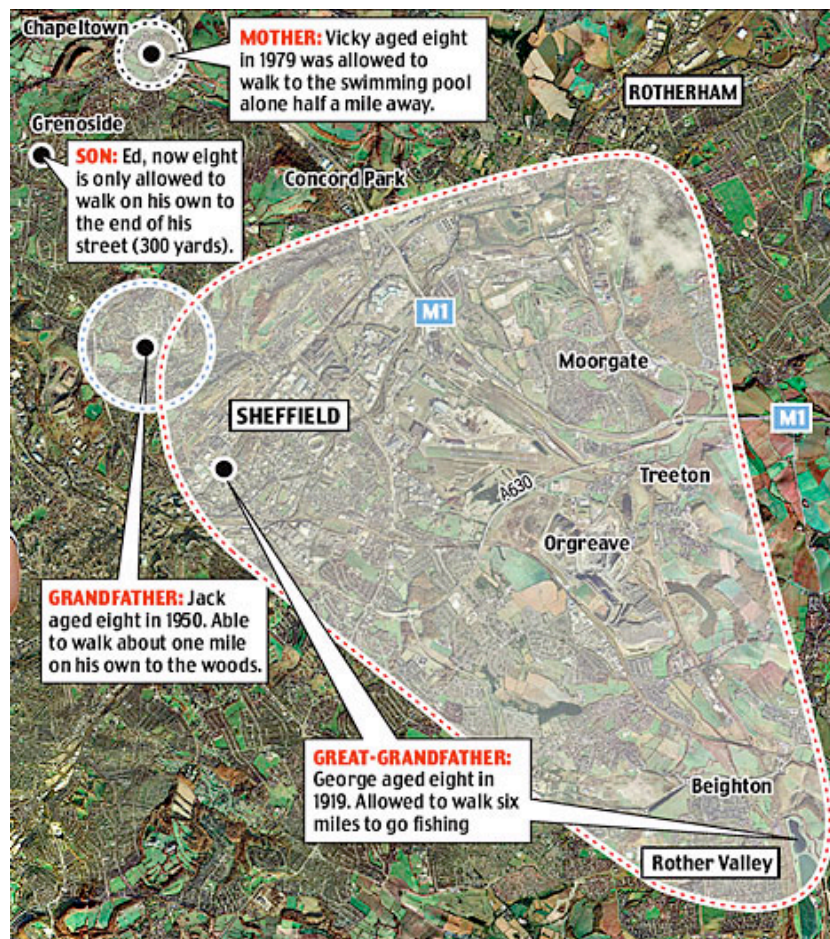 Chapeltown
MOTHER: Vicky aged eight
in 1979 was allowed to
walk to the swimming pool
alone half a mile away.
ROTHERHAM
Grenoside
SON: Ed, now eight
is only allowed to
walk on his own to
the end of his
street (300 yards).
Concord Park
M1
Moorgate
SHEFFIELD
M1
Treeton
A630
Orgreave
GRANDFATHER: Jack
aged eight in 1950. Able
to walk about one mile
on his own to the woods.
GREAT-GRANDFATHER:
George aged eight in
1919. Allowed to walk six
miles to go fishing
Beighton
Rother Valley